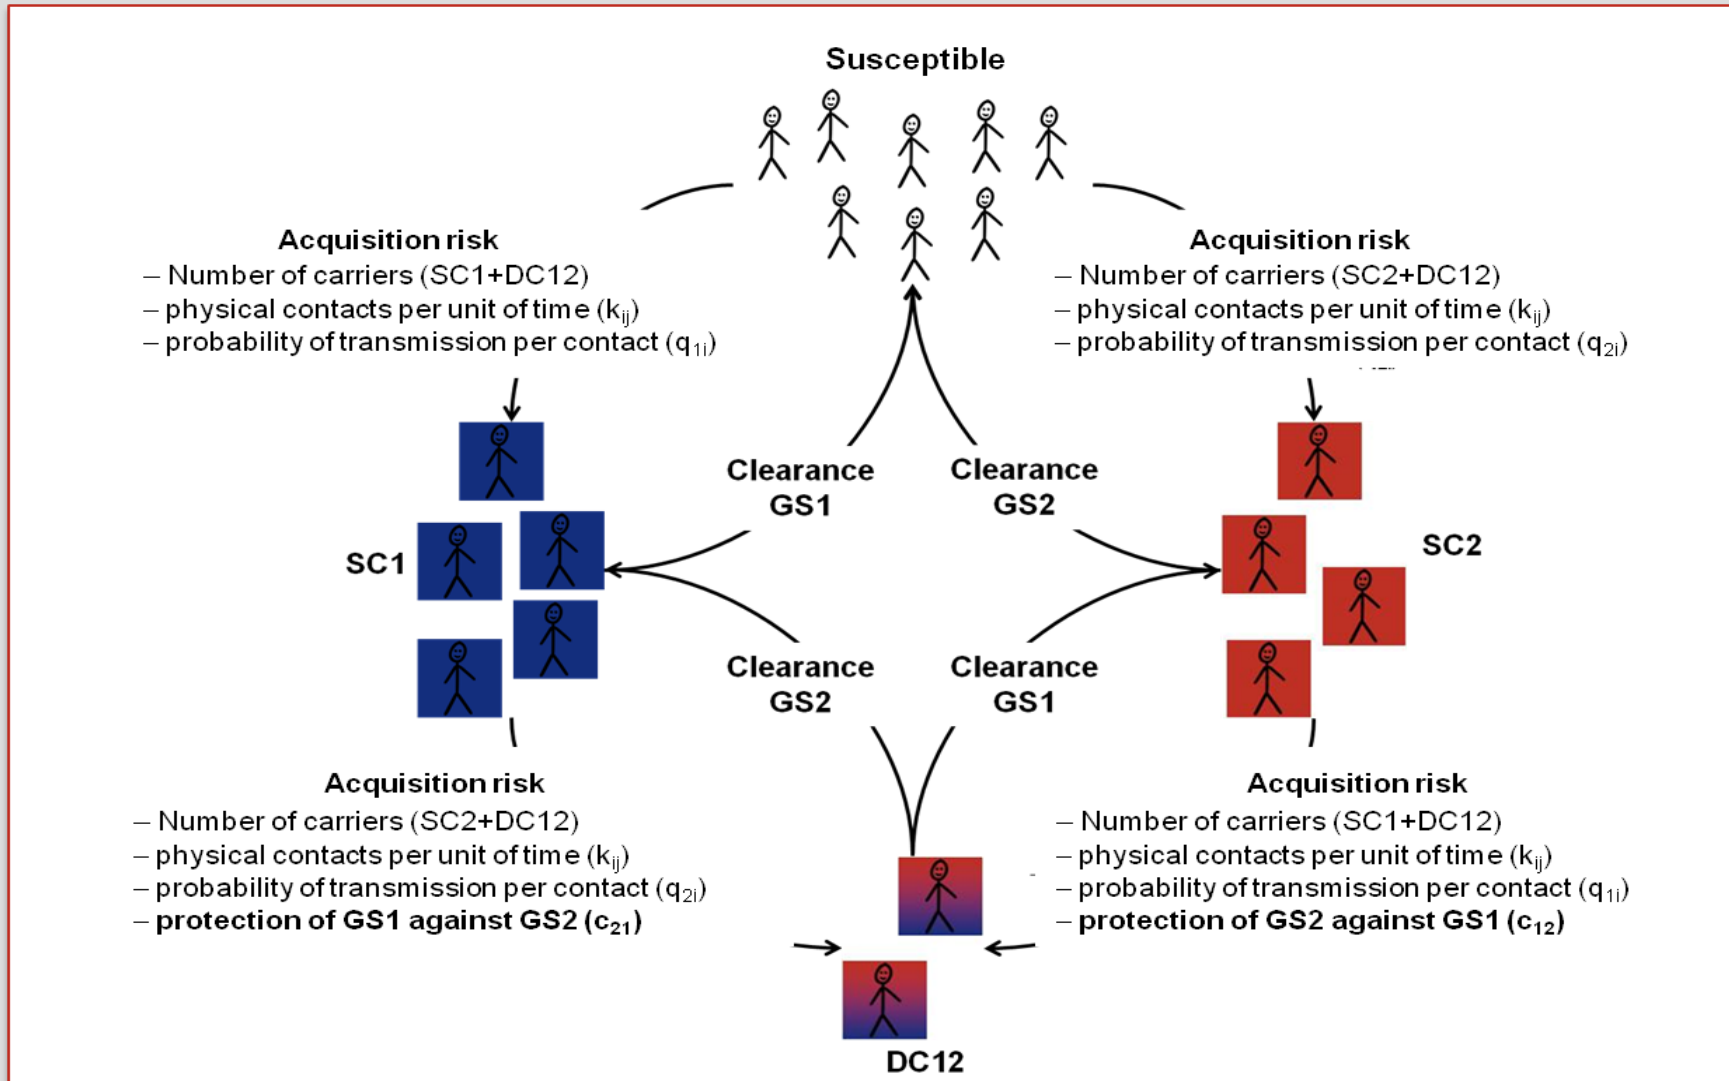 Susceptible
Acquisition risk
– Number of carriers (SC1+DC12)
– physical contacts per unit of time (kij)
– probability of transmission per contact (q1i)
Acquisition risk
– Number of carriers (SC2+DC12)
– physical contacts per unit of time (kij)
– probability of transmission per contact (q2i)
Clearance
GS1
Clearance
GS2
SC1
SC2
Clearance
GS2
Clearance
GS1
Acquisition risk
– Number of carriers (SC2+DC12)
– physical contacts per unit of time (kij)
– probability of transmission per contact (q2i)
– protection of GS1 against GS2 (c21)
Acquisition risk
– Number of carriers (SC1+DC12)
– physical contacts per unit of time (kij)
– probability of transmission per contact (q1i)
– protection of GS2 against GS1 (c12)
DC12